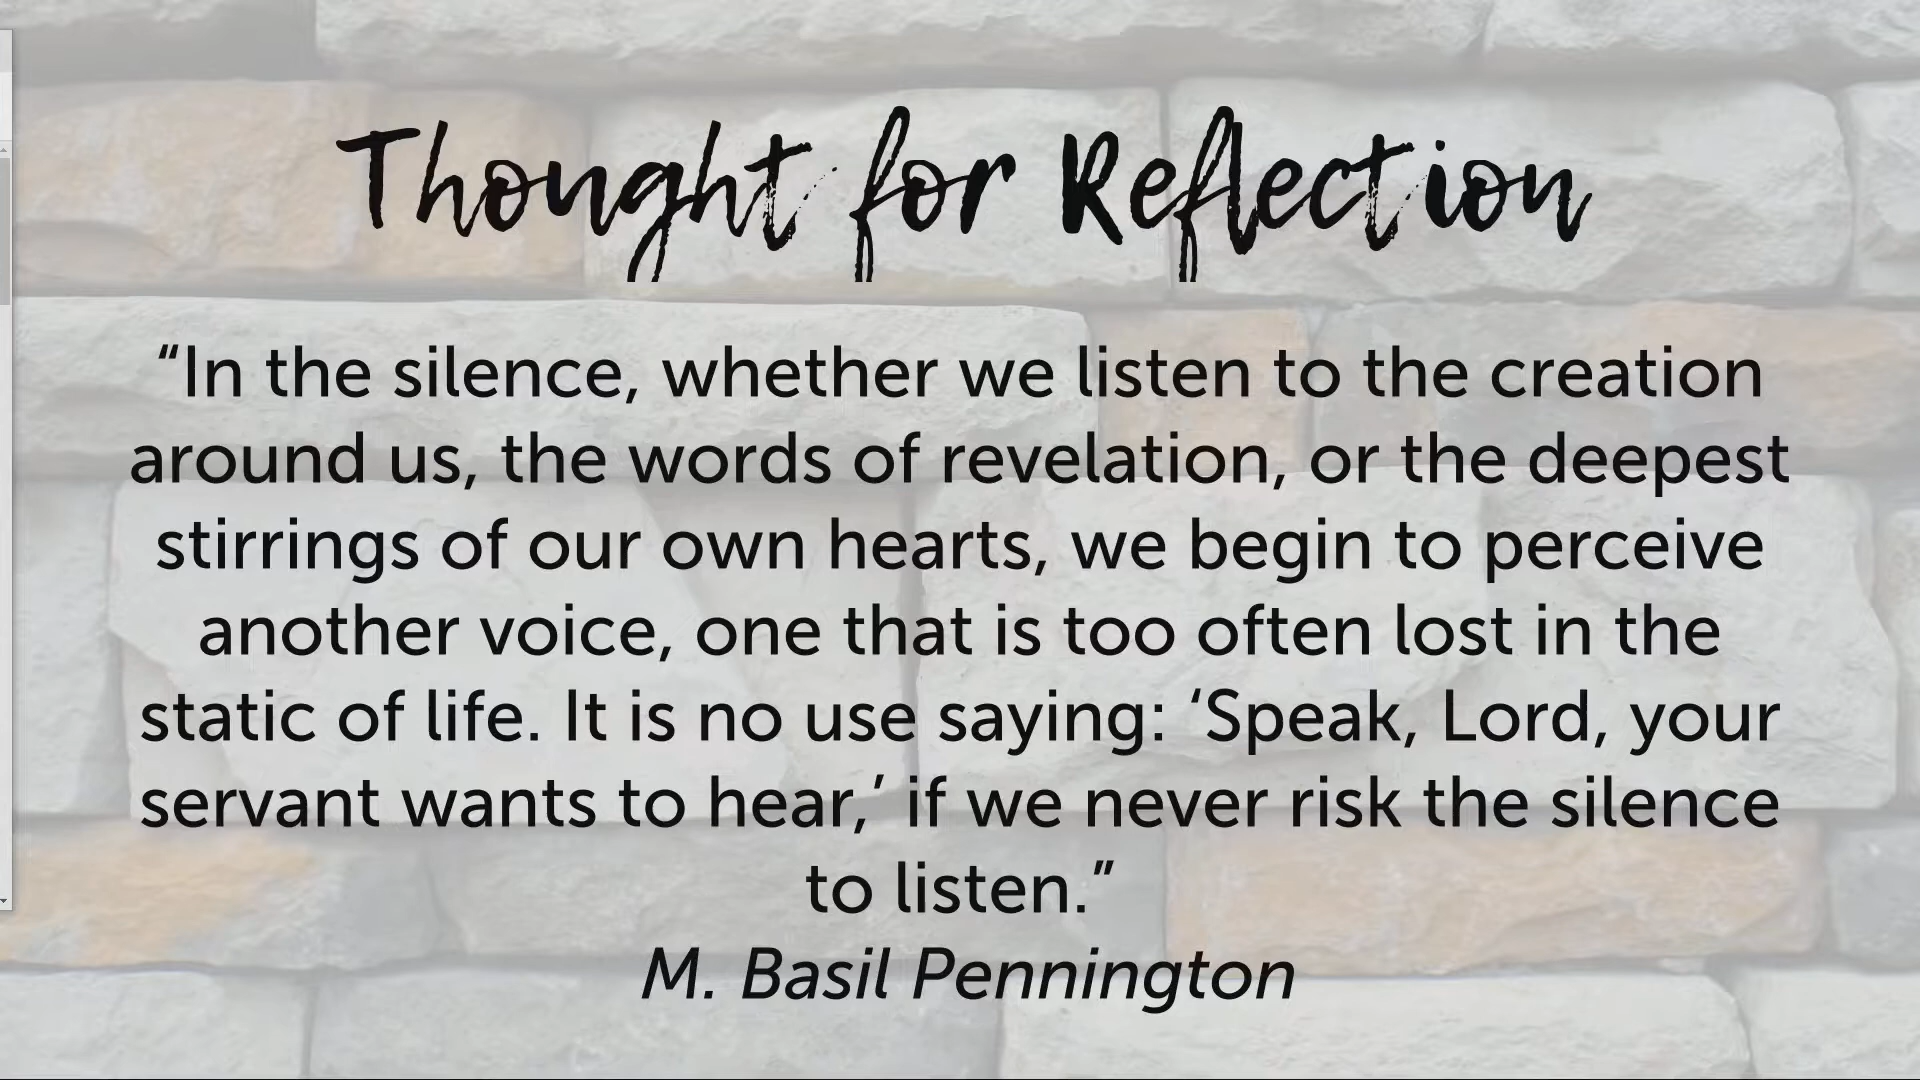 Thought for Reflection
“In the silence, whether we listen to the creation
around us, the words of revelation, or the deepest
stirrings of our own hearts, we begin to perceive
another voice, one that is too often lost in the
static of life. It is no use saying: ‘Speak, Lord, your
servant wants to hear,’ if we never risk the silence
to listen.”
M. Basil Pennington